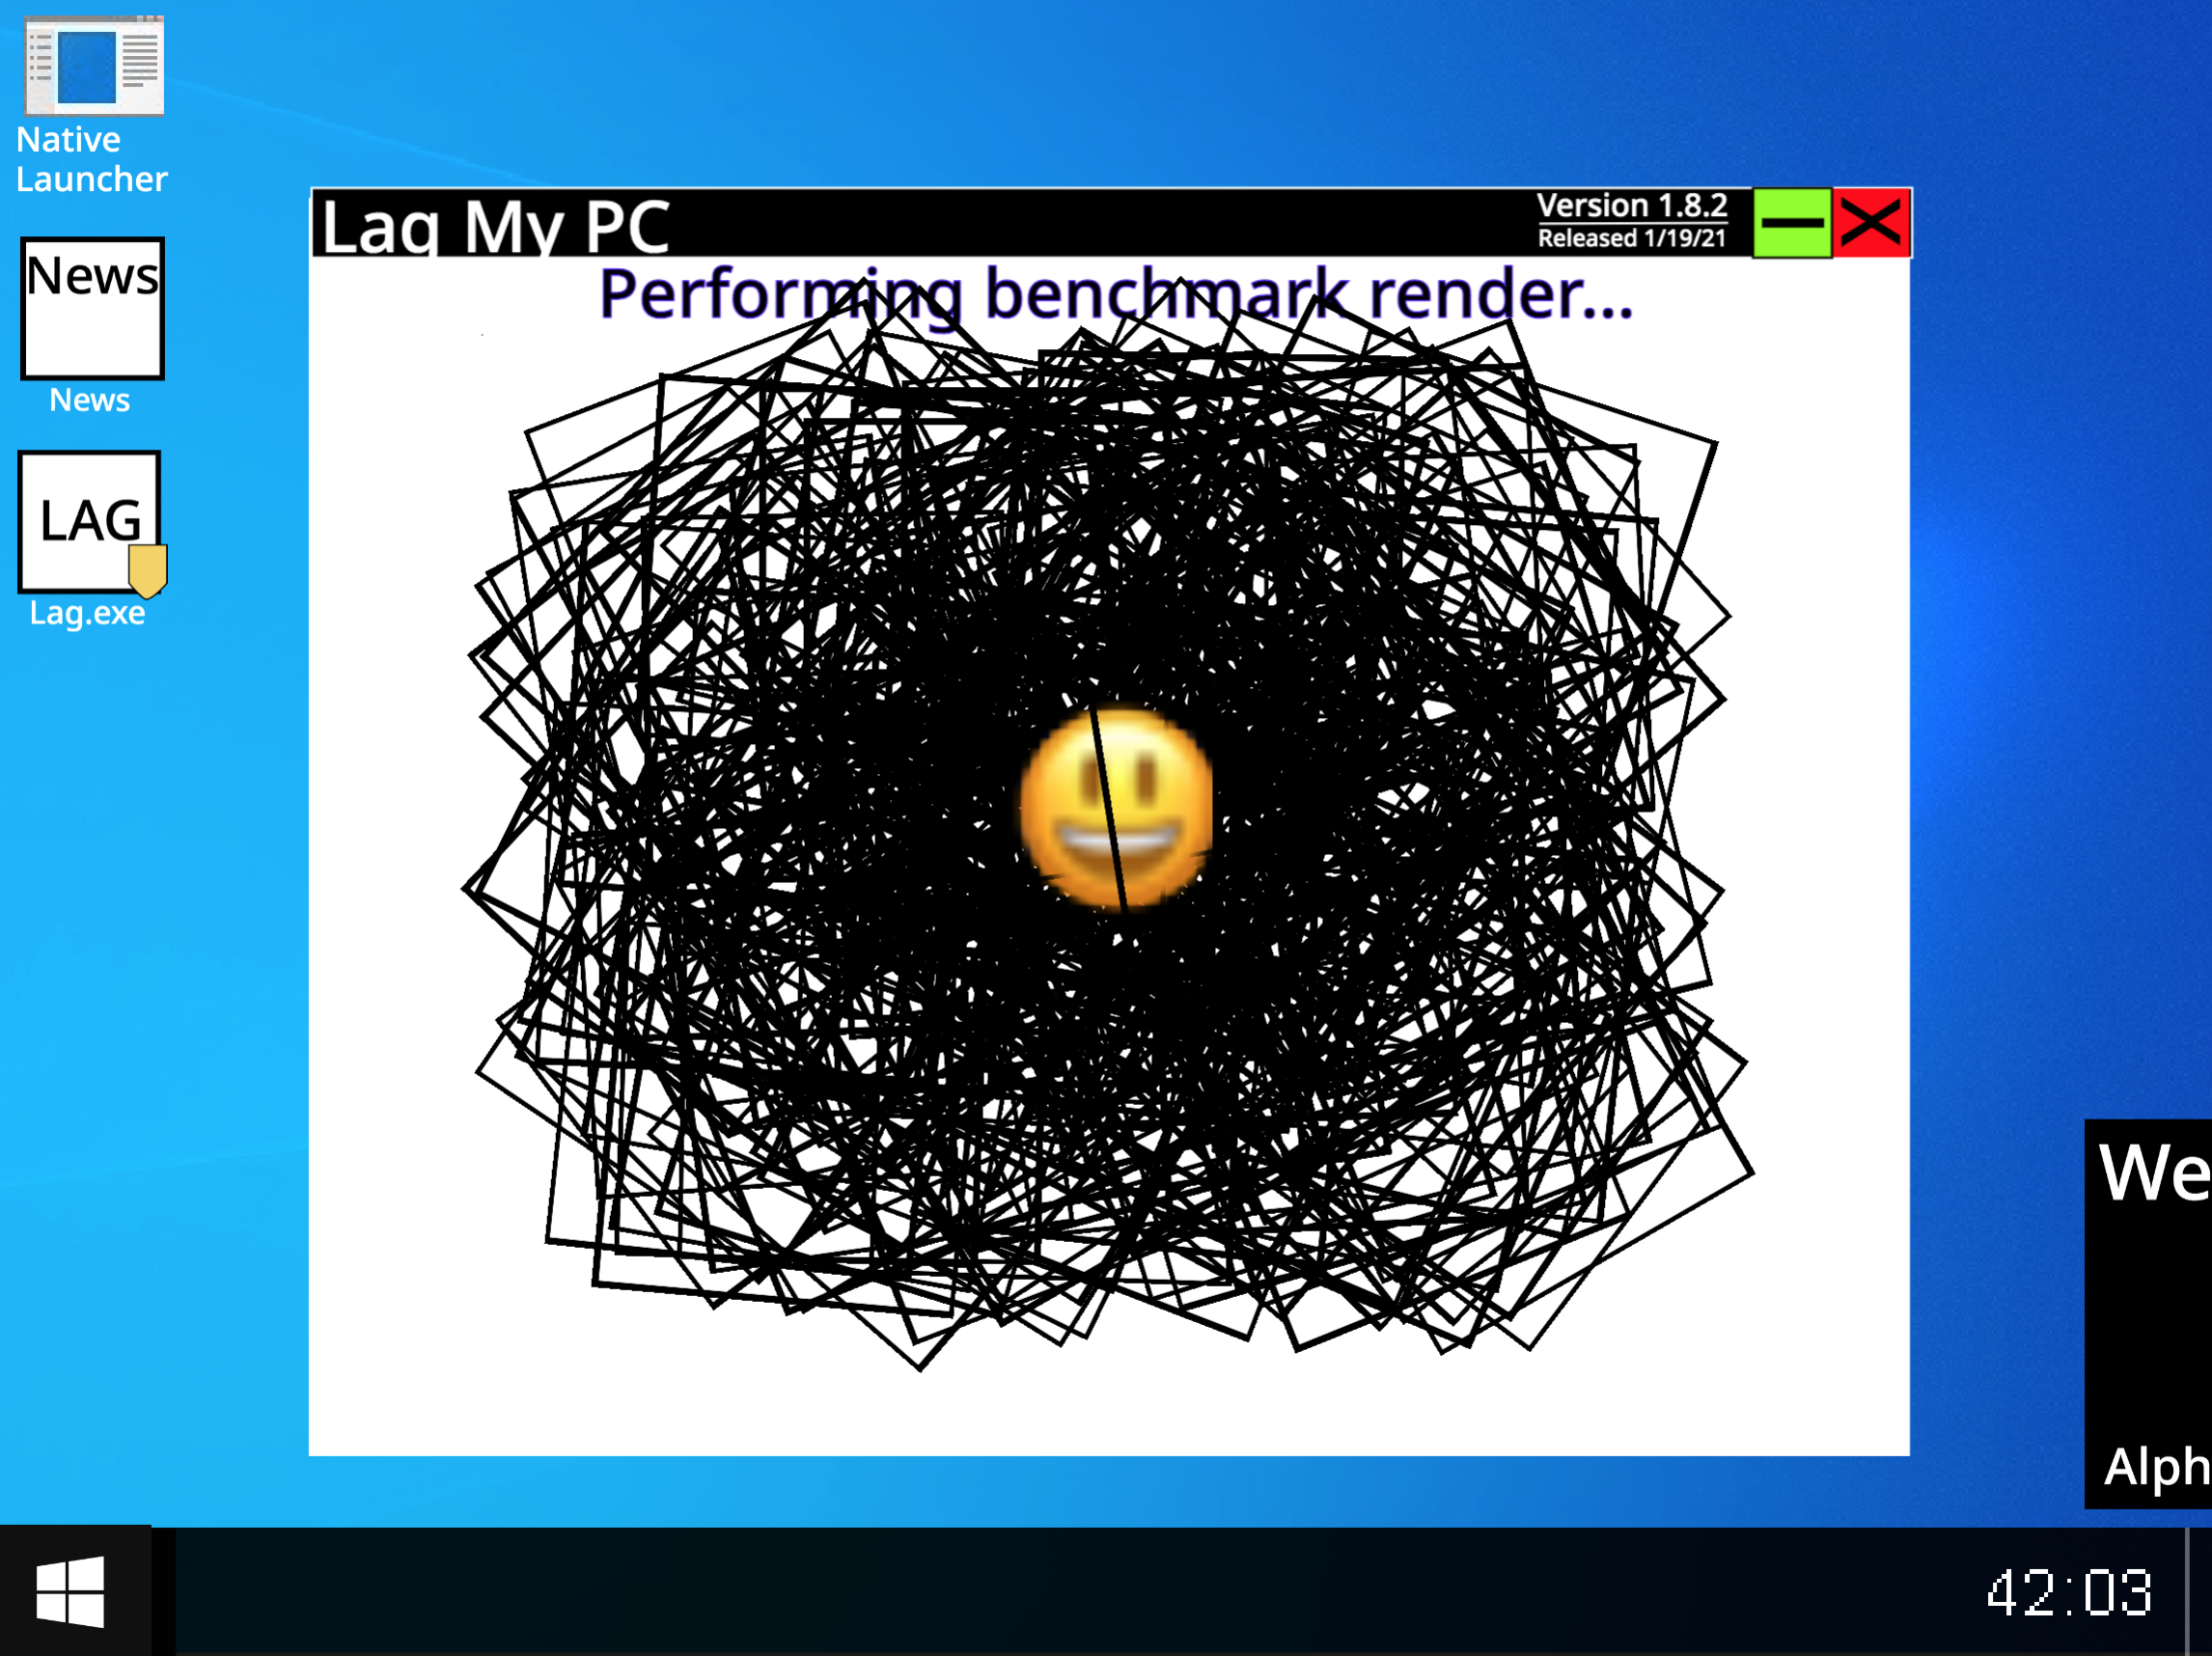 Native
Launcher
News
News
LAG
Lag.exe
Lag My PC
Version 1.8.2
Released 1/19/21
Performing benchmark render...
We
Alph
42:03